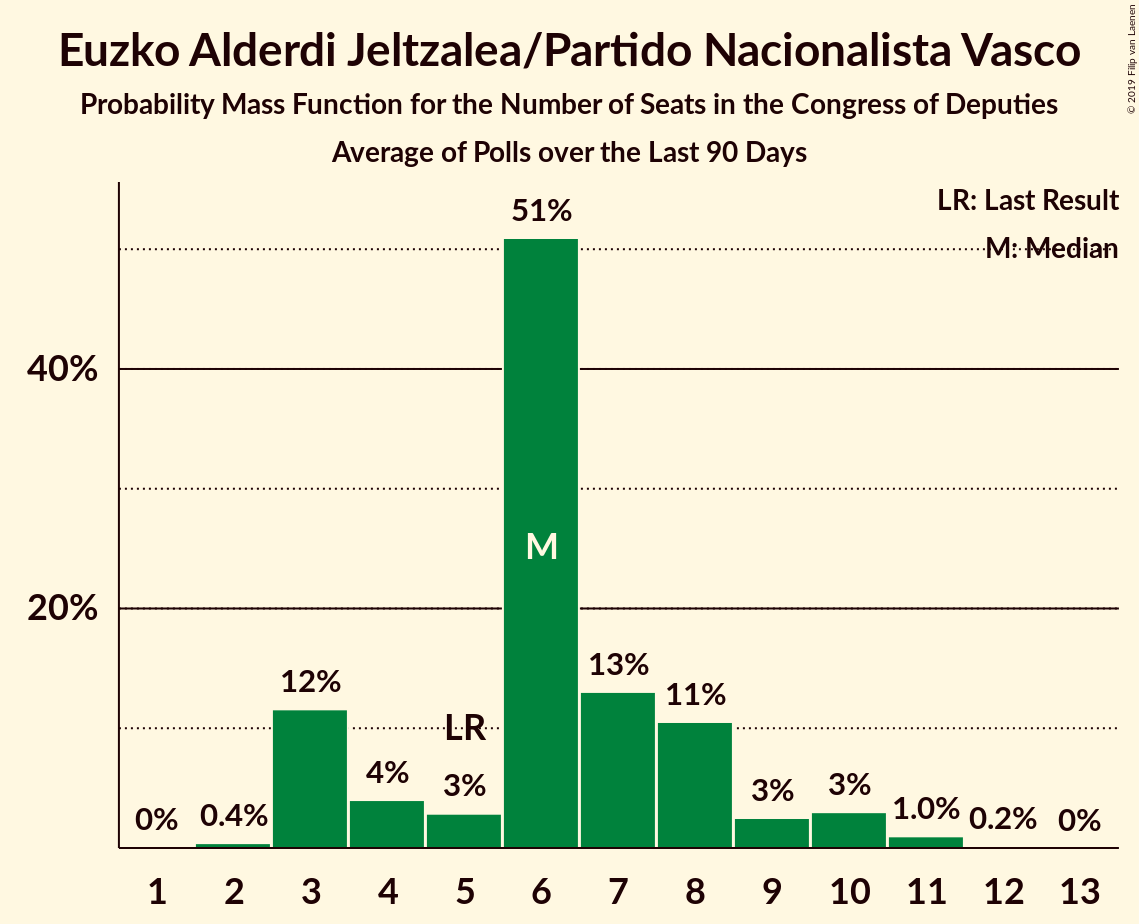 Euzko Alderdi Jeltzalea/Partido Nacionalista Vasco
Probability Mass Function for the Number of Seats in the Congress of Deputies
Average of Polls over the Last 90 Days
© 2019 Filip van Laenen
LR: Last Result
M: Median
51%
40%
M
20%
13%
12%
11%
LR
4%
3%
3%
3%
1.0%
0%
0.4%
0.2%
0%
1 2 3 4 5 6 7 8 9 10 11 12 13